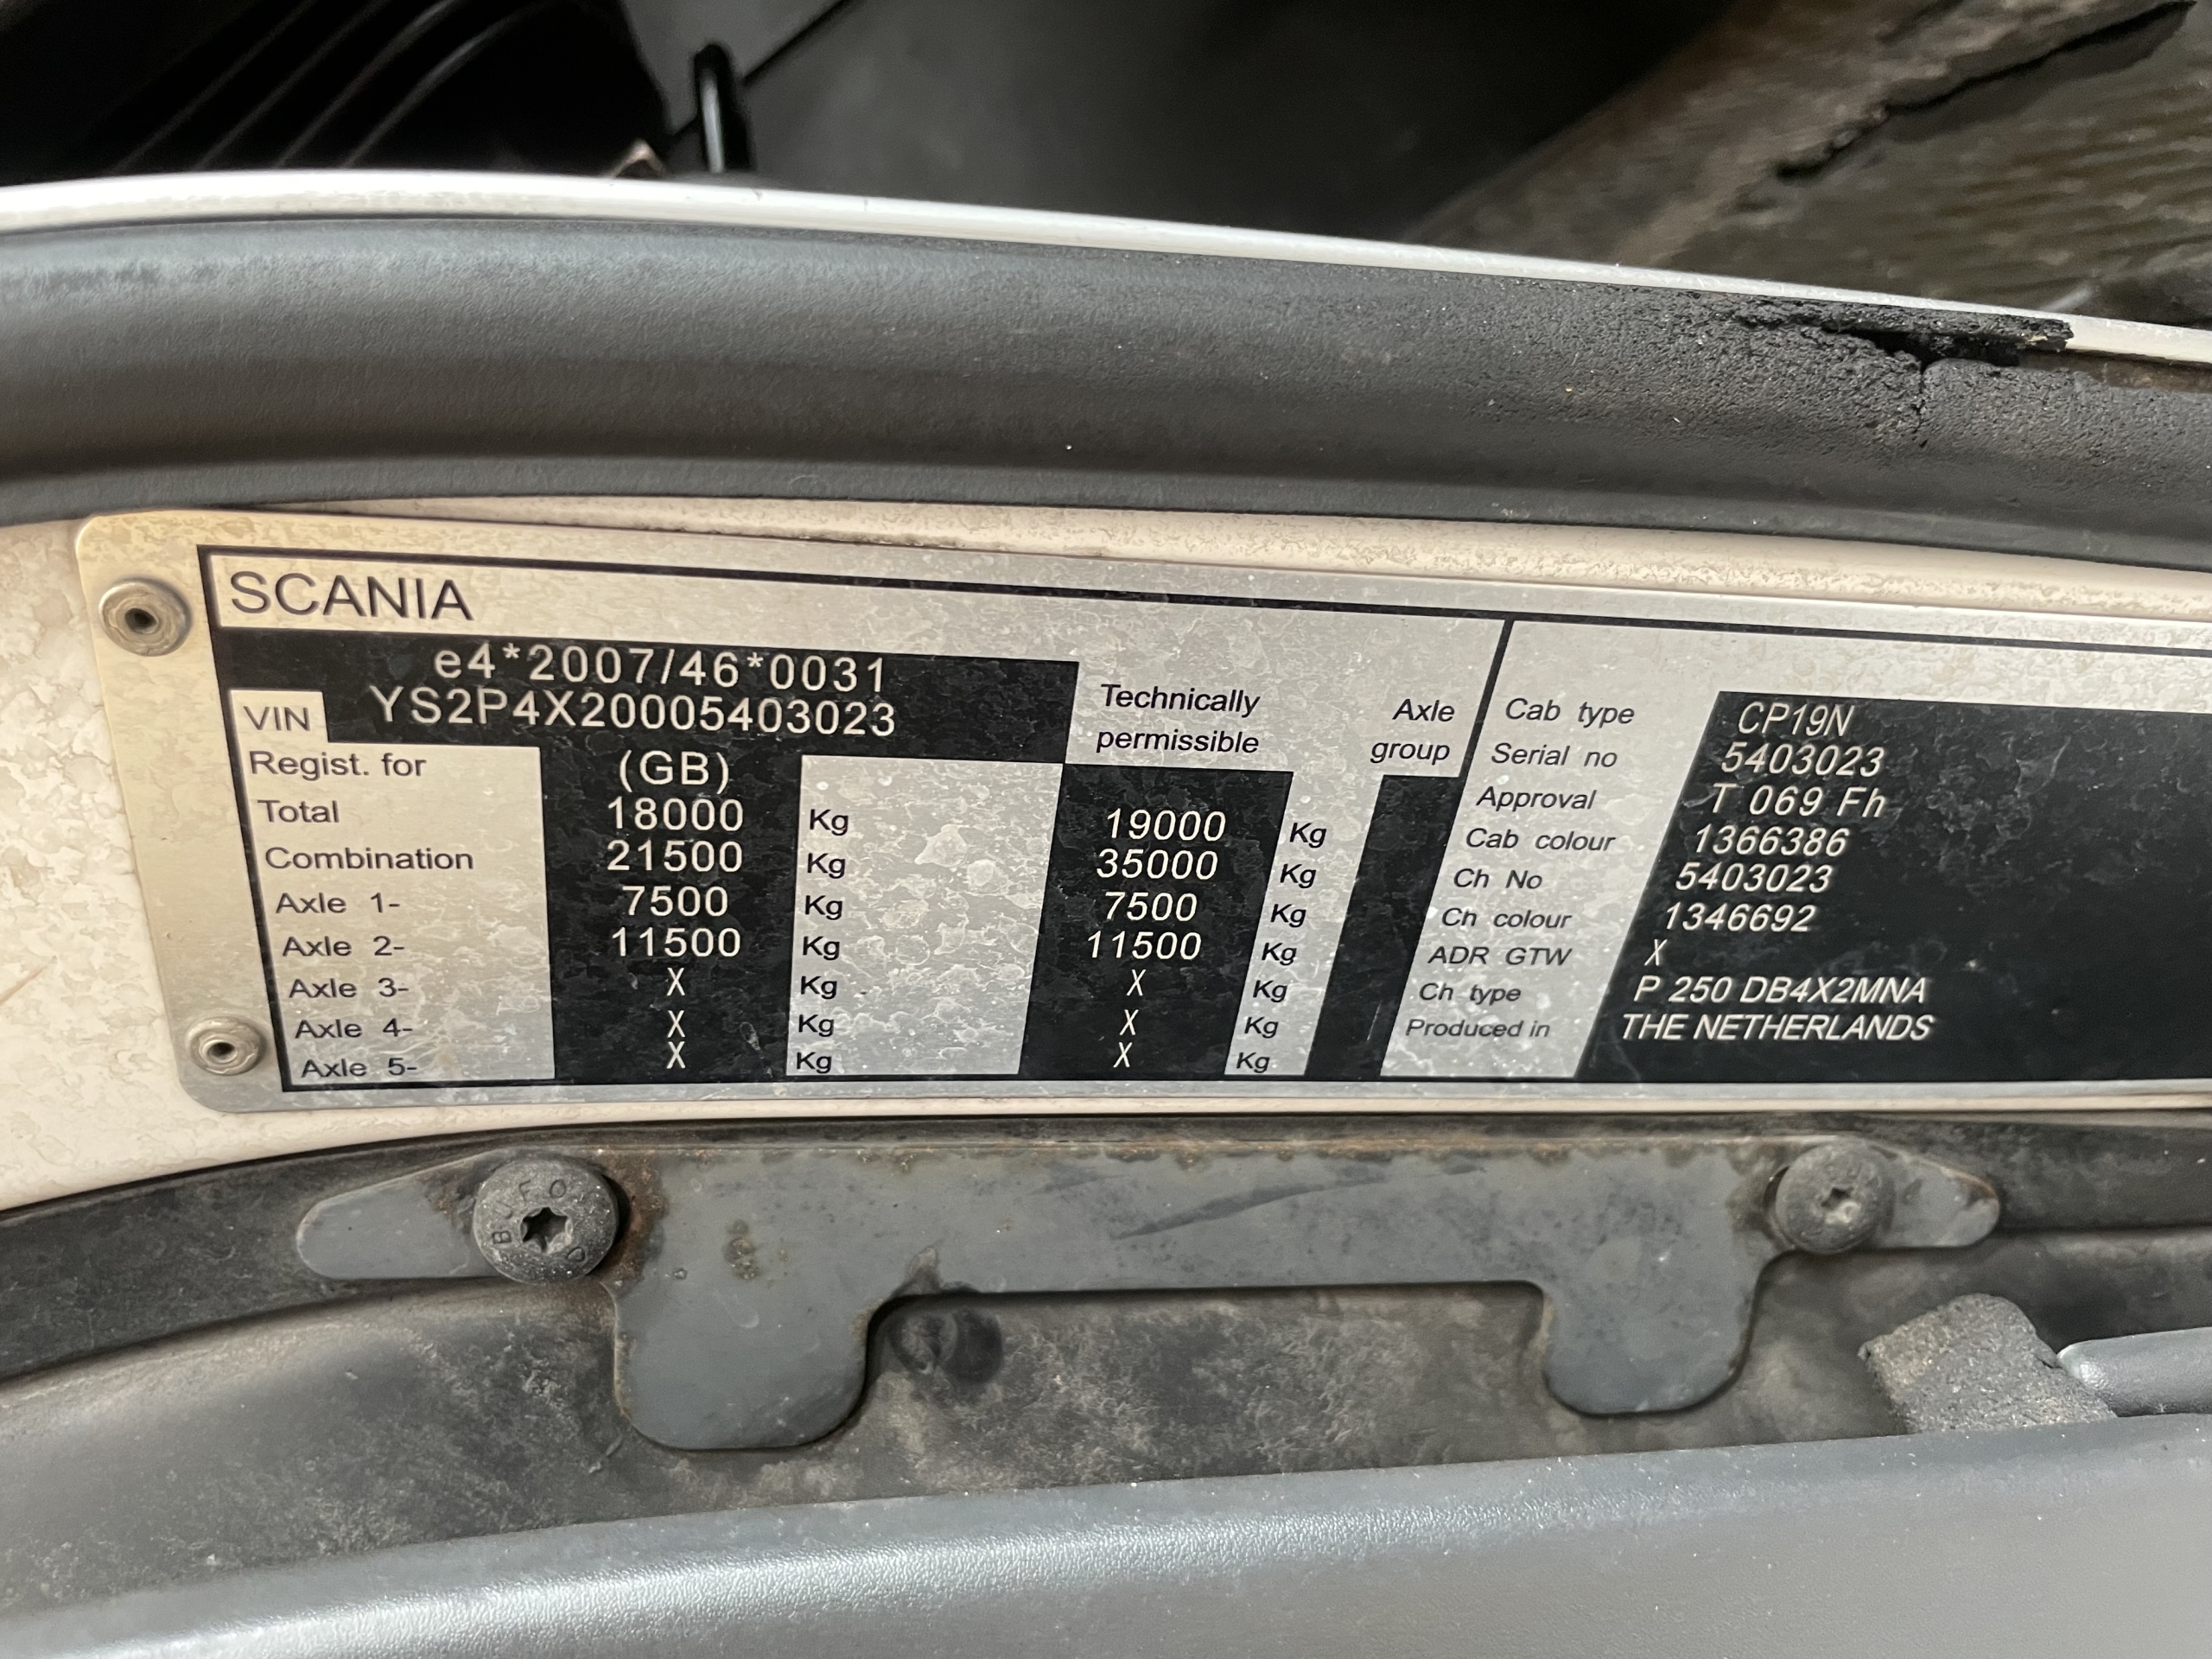 SCANIA
e4*2007/46*0031
VIN YS2P4X20005403023
Technically permissible
Axle group
Regist. for (GB)
Total 18000 Kg 19000 Kg
Combination 21500 Kg 35000 Kg
Axle 1- 7500 Kg 7500 Kg
Axle 2- 11500 Kg 11500 Kg
Axle 3- X Kg X Kg
Axle 4- X Kg X Kg
Axle 5- X Kg X Kg
Cab type CP19N
Serial no 5403023
Approval T 069 Fh
Cab colour 1366386
Ch No 5403023
Ch colour 1346692
ADR GTW X
Ch type P 250 DB4X2MNA
Produced in THE NETHERLANDS
BUFO